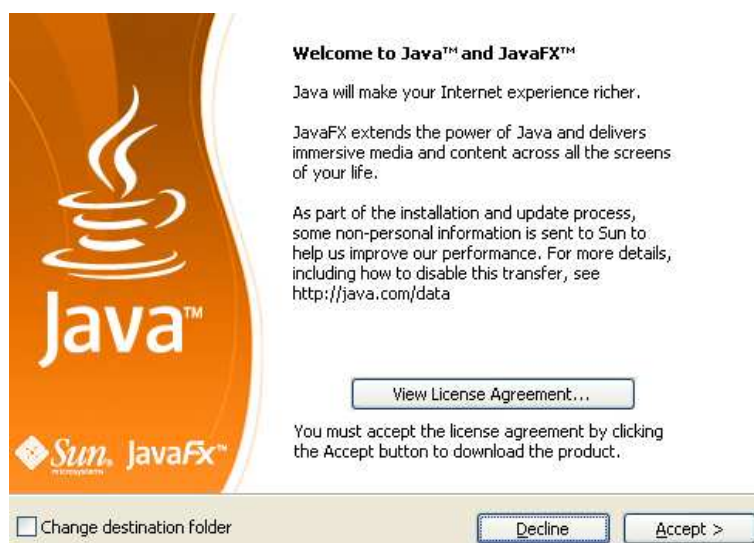 Welcome to Java™ and JavaFX™
Java will make your Internet experience richer.
JavaFX extends the power of Java and delivers
immersive media and content across all the screens
of your life.
As part of the installation and update process,
some non-personal information is sent to Sun to
help us improve our performance. For more details,
including how to disable this transfer, see
http://java.com/data
Java™
View License Agreement...
You must accept the license agreement by clicking
the Accept button to download the product.
Sun JavaFX™
microsystems
Change destination folder
Decline
Accept >